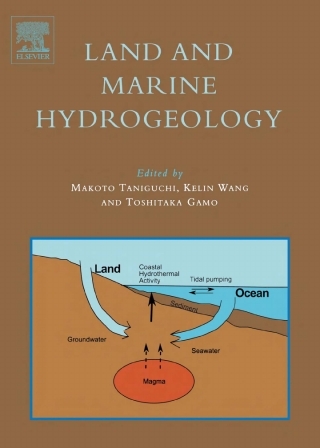 ELSEVIER
LAND AND
MARINE
HYDROGEOLOGY
Edited by
MAKOTO TANIGUCHI, KELIN WANG
AND TOSHITAKA GAMO
Land
Coastal
Hydrothermal
Activity
Tidal pumping
Ocean
Sediment
Groundwater
Seawater
Magma